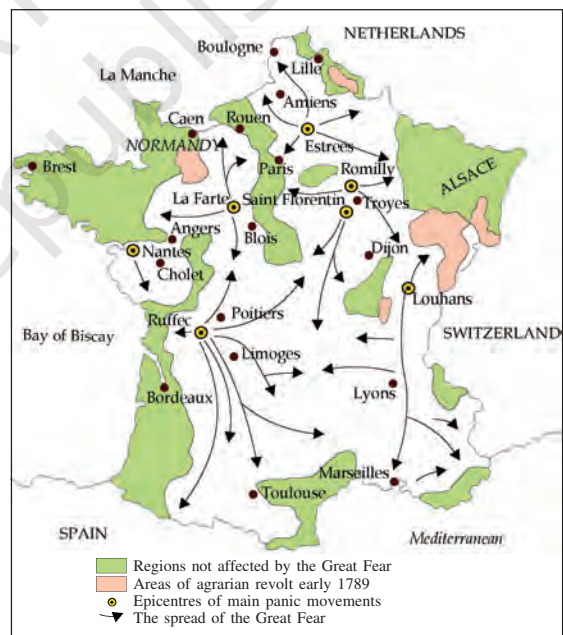 republis
NETHERLANDS
Boulogne
Lille
La Manche
Amiens
Caen
Rouen
NORMANDY
Estrees
Brest
Paris
Romilly
ALSACE
La Farte
Saint Florentin
Troyes
Angers
Blois
Dijon
Nantes
Cholet
Louhans
Bay of Biscay
Ruffec
Poitiers
SWITZERLAND
Limoges
Bordeaux
Lyons
Marseilles
Toulouse
SPAIN
Mediterranean
Regions not affected by the Great Fear
Areas of agrarian revolt early 1789
Epicentres of main panic movements
The spread of the Great Fear